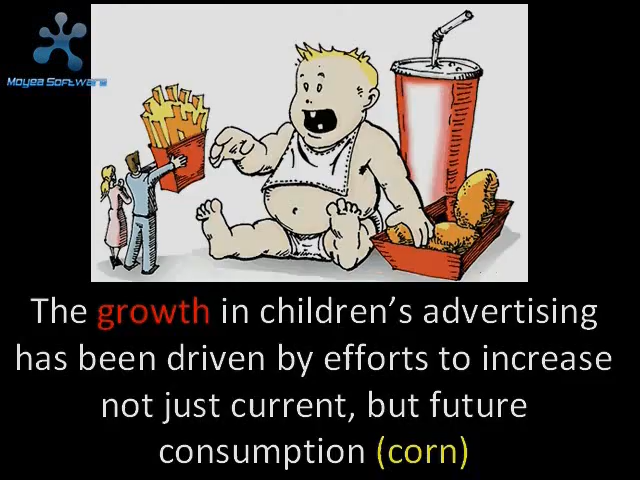 Moyea Software
The growth in children’s advertising
has been driven by efforts to increase
not just current, but future
consumption (corn)